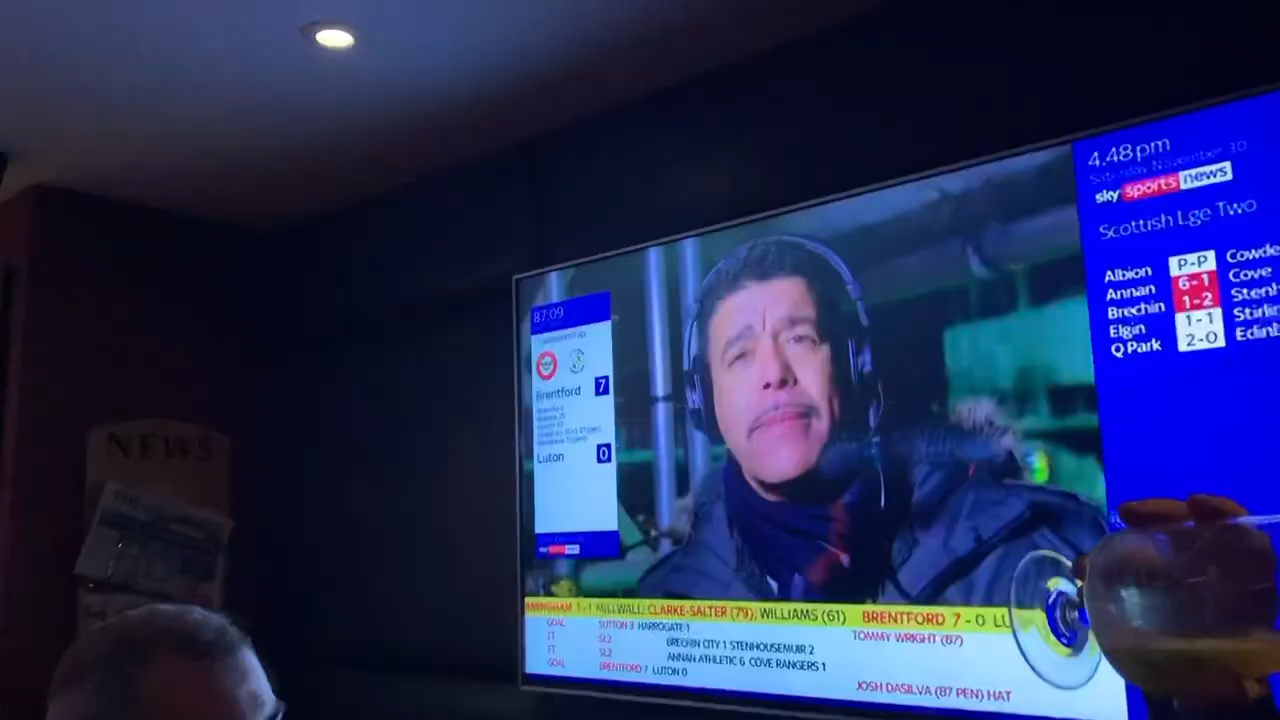 4.48pm
Saturday November 30
sky sports news
Scottish Lge Two
Albion P-P Cowde
Annan 6-1 Cove
Brechin 1-2 Stenh
Elgin 1-1 Stirlin
Q Park 2-0 Edinb
87:09
Brentford 7
Luton 0
NEWS
RMINGHAM 1-1 MILLWALL: CLARKE-SALTER (79), WILLIAMS (61) BRENTFORD 7-0 LU
GOAL SUTTON 3 HARROGATE 1 TOMMY WRIGHT (87)
FT SL2 BRECHIN CITY 1 STENHOUSEMUIR 2
FT SL2 ANNAN ATHLETIC 6 COVE RANGERS 1
GOAL BRENTFORD 7 LUTON 0 JOSH DASILVA (87 PEN) HAT